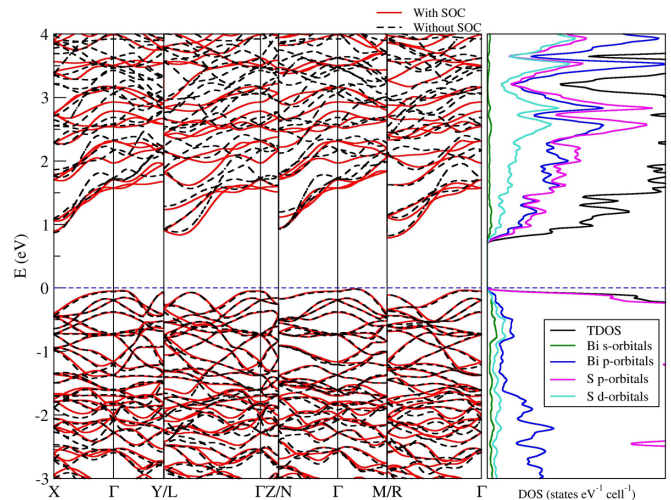 With SOC
Without SOC
4
3
2
1
0
-1
-2
-3
E (eV)
TDOS
Bi s-orbitals
Bi p-orbitals
S p-orbitals
S d-orbitals
X Γ Y/L ΓZ/N Γ M/R Γ
DOS (states eV⁻¹ cell⁻¹)